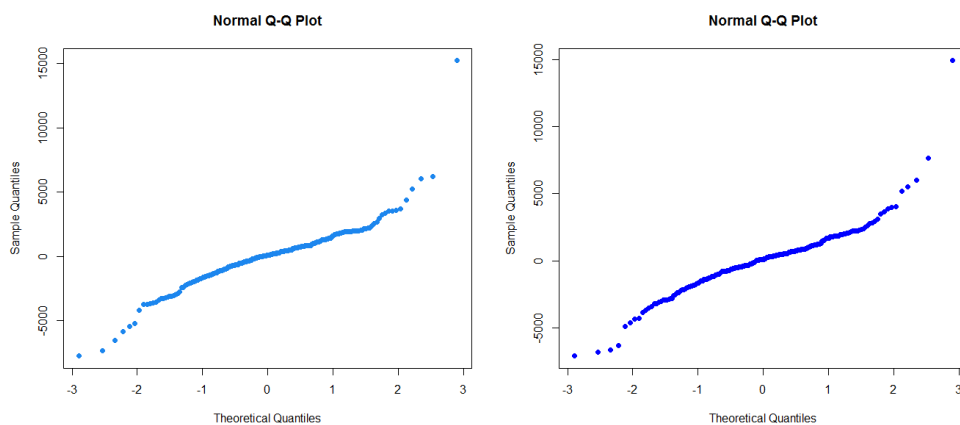 Normal Q-Q Plot
Sample Quantiles
15000
10000
5000
0
-5000
-3 -2 -1 0 1 2 3
Theoretical Quantiles
Normal Q-Q Plot
Sample Quantiles
15000
10000
5000
0
-5000
-3 -2 -1 0 1 2 3
Theoretical Quantiles